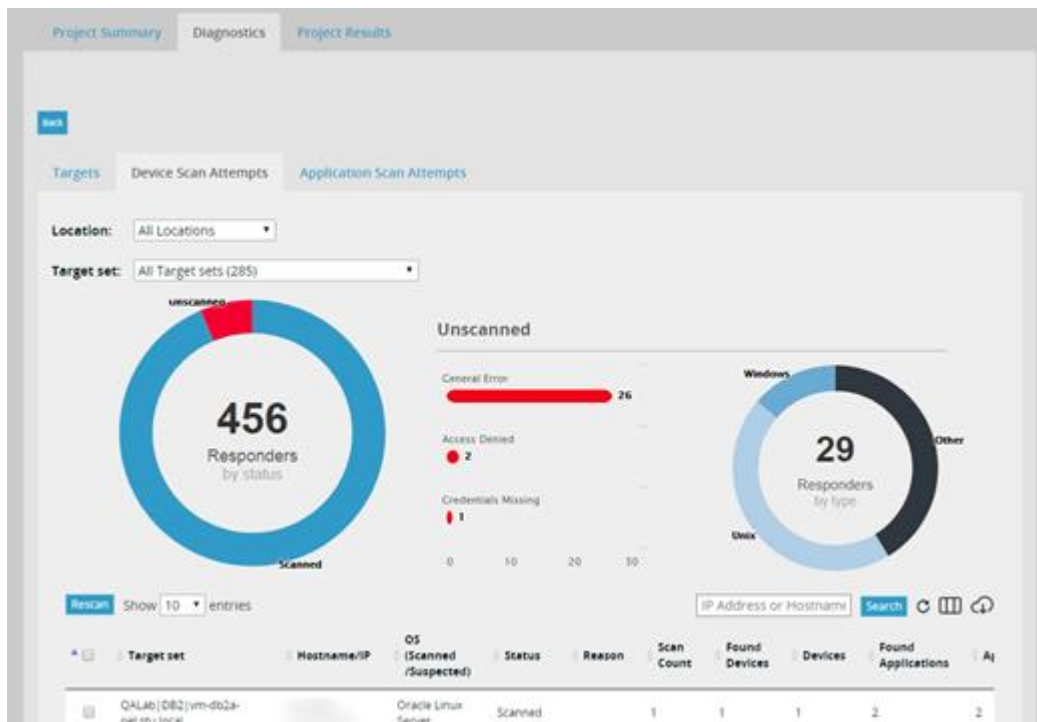 Project Summary Diagnostics Project Results
Back
Targets Device Scan Attempts Application Scan Attempts
Location: All Locations
Target set: All Target sets (285)
Unscanned
456
Responders
by status
Scanned
Unscanned
General Error
26
Access Denied
2
Credentials Missing
1
0 10 20 30
Windows
Other
29
Responders
by type
Unix
Rescan Show 10 entries
IP Address or Hostname Search
Target set Hostname/IP OS (Scanned /Suspected) Status Reason Scan Count Found Devices Devices Found Applications
QALab|DB2|vm-db2a-
Oracle Linux
Scanned 1 1 1 2 2